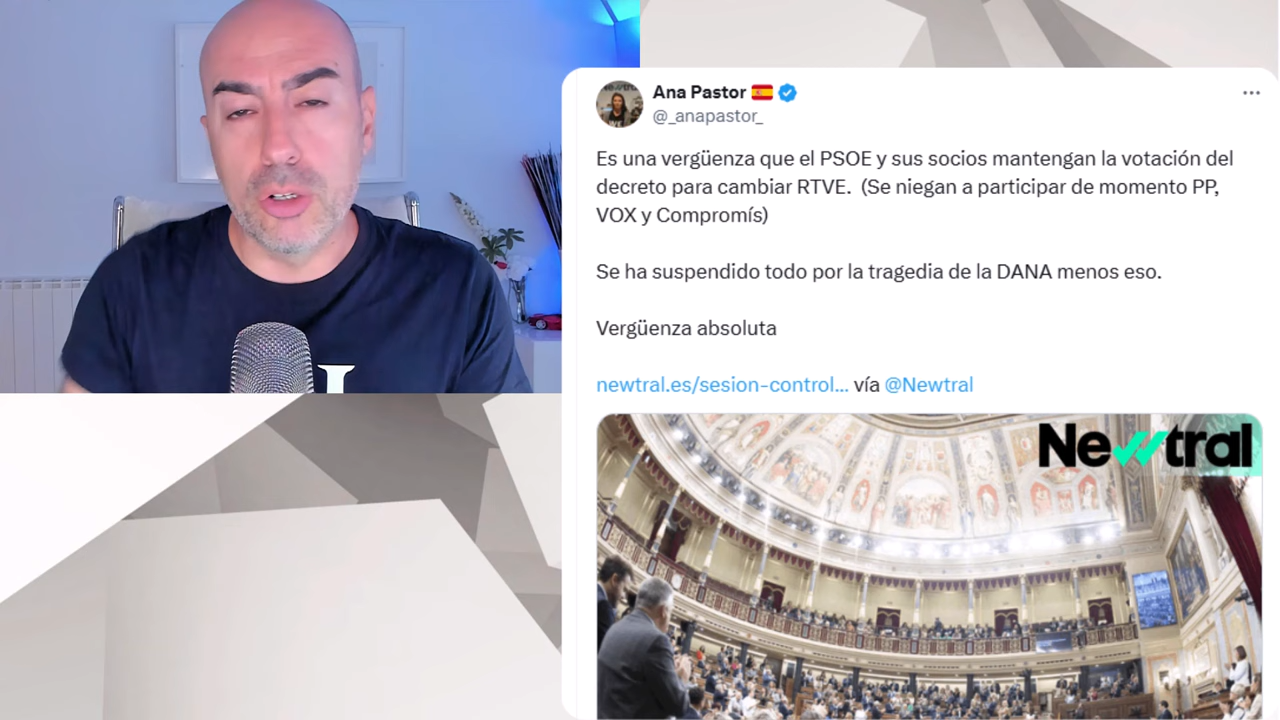 Ana Pastor
@_anapastor_
Es una vergüenza que el PSOE y sus socios mantengan la votación del
decreto para cambiar RTVE. (Se niegan a participar de momento PP,
VOX y Compromís)
Se ha suspendido todo por la tragedia de la DANA menos eso.
Vergüenza absoluta
newtral.es/sesion-control... vía @Newtral
Newtral